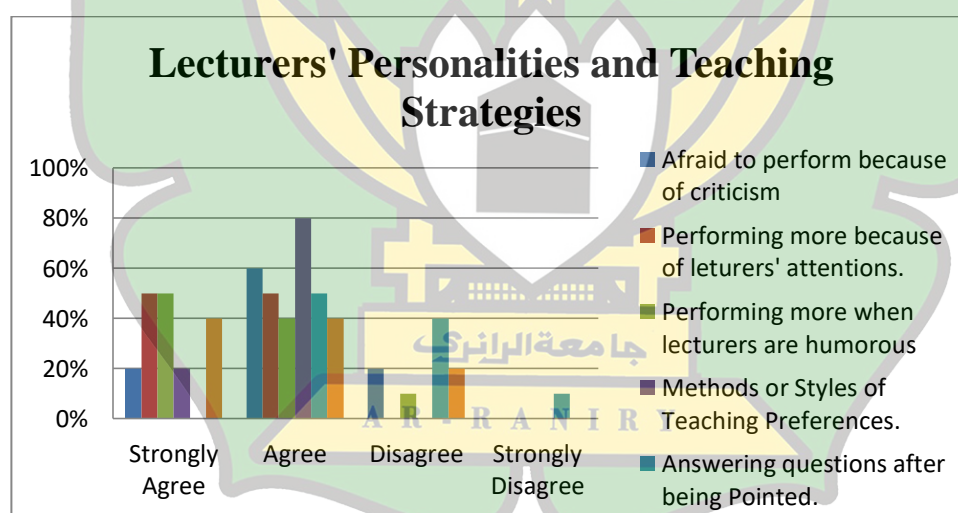 Lecturers' Personalities and Teaching
Strategies
100%
80%
60%
40%
20%
0%
Strongly
Agree
Agree
Disagree
Strongly
Disagree
Afraid to perform because
of criticism
Performing more because
of leturers' attentions.
Performing more when
lecturers are humorous
Methods or Styles of
Teaching Preferences.
Answering questions after
being Pointed.
جامعة الرانري
AR-RANIRY